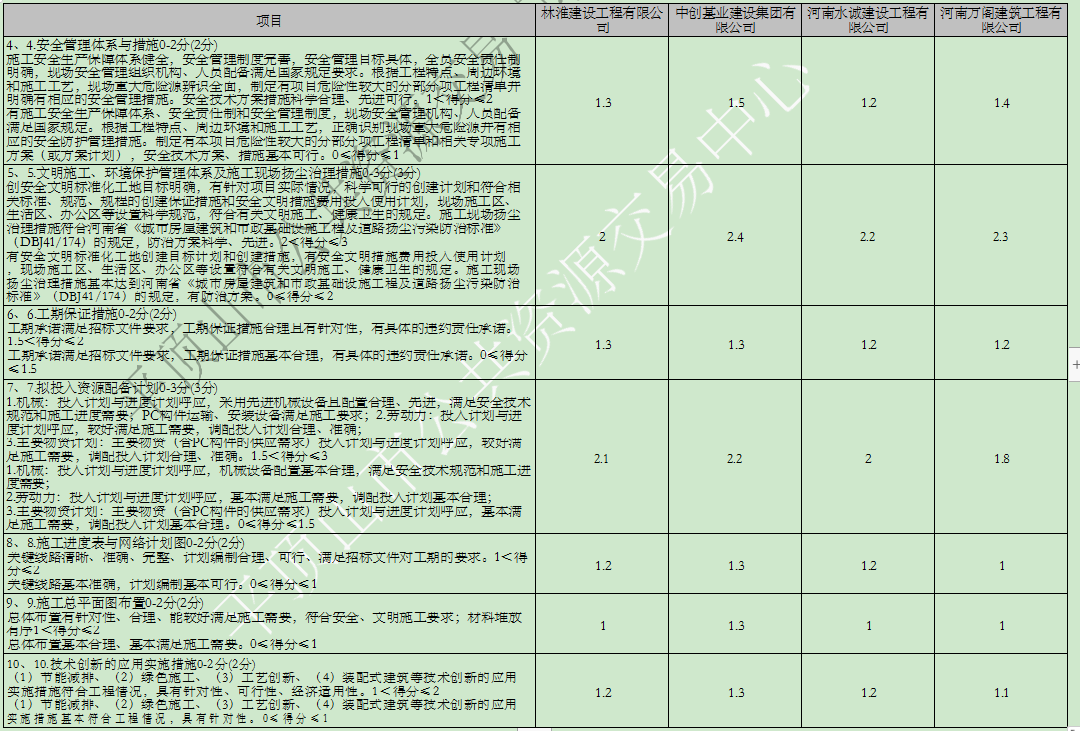 项目
林淮建设工程有限公
司
中创基业建设集团有
限公司
河南水诚建设工程有
限公司
河南万阁建筑工程有
限公司
4、4.安全管理体系与措施0-2分(2分)
施工安全生产保障体系健全，安全管理制度完善，安全管理目标具体，全员安全责任制
明确，现场安全管理组织机构、人员配备满足国家规定要求。根据工程特点、周边环境
和施工工艺，现场重大危险源辨识全面，制定有项目危险性较大的分部分项工程清单并
明确有相应的安全管理措施。安全技术方案措施科学合理、先进可行。1＜得分≤2
有施工安全生产保障体系、安全责任制和安全管理制度，现场安全管理机构、人员配备
满足国家规定。根据工程特点、周边环境和施工工艺，正确识别现场重大危险源并有相
应的安全防护管理措施。制定有本项目危险性较大的分部分项工程清单和相关专项施工
方案（或方案计划），安全技术方案、措施基本可行。0≤得分≤1
1.3
1.5
1.2
1.4
5、5.文明施工、环境保护管理体系及施工现场扬尘治理措施0-3分(3分)
创安全文明标准化工地目标明确，有针对项目实际情况、科学可行的创建计划和符合相
关标准、规范、规程的创建保证措施和安全文明措施费用投入使用计划，现场施工区、
生活区、办公区等设置科学规范，符合有关文明施工、健康卫生的规定。施工现场扬尘
治理措施符合河南省《城市房屋建筑和市政基础设施工程及道路扬尘污染防治标准》
（DBJ41/174）的规定，防治方案科学、先进。2＜得分≤3
有安全文明标准化工地创建目标计划和创建措施，有安全文明措施费用投入使用计划
，现场施工区、生活区、办公区等设置符合有关文明施工、健康卫生的规定。施工现场
扬尘治理措施基本达到河南省《城市房屋建筑和市政基础设施工程及道路扬尘污染防治
标准》（DBJ41/174）的规定，有防治方案。0≤得分≤2
2
2.4
2.2
2.3
6、6.工期保证措施0-2分(2分)
工期承诺满足招标文件要求，工期保证措施合理且有针对性，有具体的违约责任承诺。
1.5＜得分≤2
工期承诺满足招标文件要求，工期保证措施基本合理，有具体的违约责任承诺。0≤得分
≤1.5
1.3
1.3
1.2
1.2
7、7.拟投入资源配备计划0-3分(3分)
1.机械：投入计划与进度计划呼应，采用先进机械设备且配置合理、先进，满足安全技术
规范和施工进度需要；PC构件运输、安装设备满足施工要求；2.劳动力：投入计划与进
度计划呼应，较好满足施工需要，调配投入计划合理、准确；
3.主要物资计划：主要物资（含PC构件的供应需求）投入计划与进度计划呼应，较好满
足施工需要，调配投入计划合理、准确。1.5＜得分≤3
1.机械：投入计划与进度计划呼应，机械设备配置基本合理，满足安全技术规范和施工进
度需要；
2.劳动力：投入计划与进度计划呼应，基本满足施工需要，调配投入计划基本合理；
3.主要物资计划：主要物资（含PC构件的供应需求）投入计划与进度计划呼应，基本满
足施工需要，调配投入计划基本合理。0≤得分≤1.5
2.1
2.2
2
1.8
8、8.施工进度表与网络计划图0-2分(2分)
关键线路清晰、准确、完整、计划编制合理、可行、满足招标文件对工期的要求。1＜得
分≤2
关键线路基本准确，计划编制基本可行。0≤得分≤1
1.2
1.3
1.2
1
9、9.施工总平面图布置0-2分(2分)
总体布置有针对性、合理、能较好满足施工需要，符合安全、文明施工要求；材料堆放
有序1＜得分≤2
总体布置基本合理、基本满足施工需要。0≤得分≤1
1
1.3
1
1
10、10.技术创新的应用实施措施0-2分(2分)
（1）节能减排、（2）绿色施工、（3）工艺创新、（4）装配式建筑等技术创新的应用
实施措施符合工程情况，具有针对性、可行性、经济适用性。1＜得分≤2
（1）节能减排、（2）绿色施工、（3）工艺创新、（4）装配式建筑等技术创新的应用
实施措施基本符合工程情况，具有针对性。0≤得分≤1
1.2
1.3
1.2
1.1
平顶山市公共资源交易中心